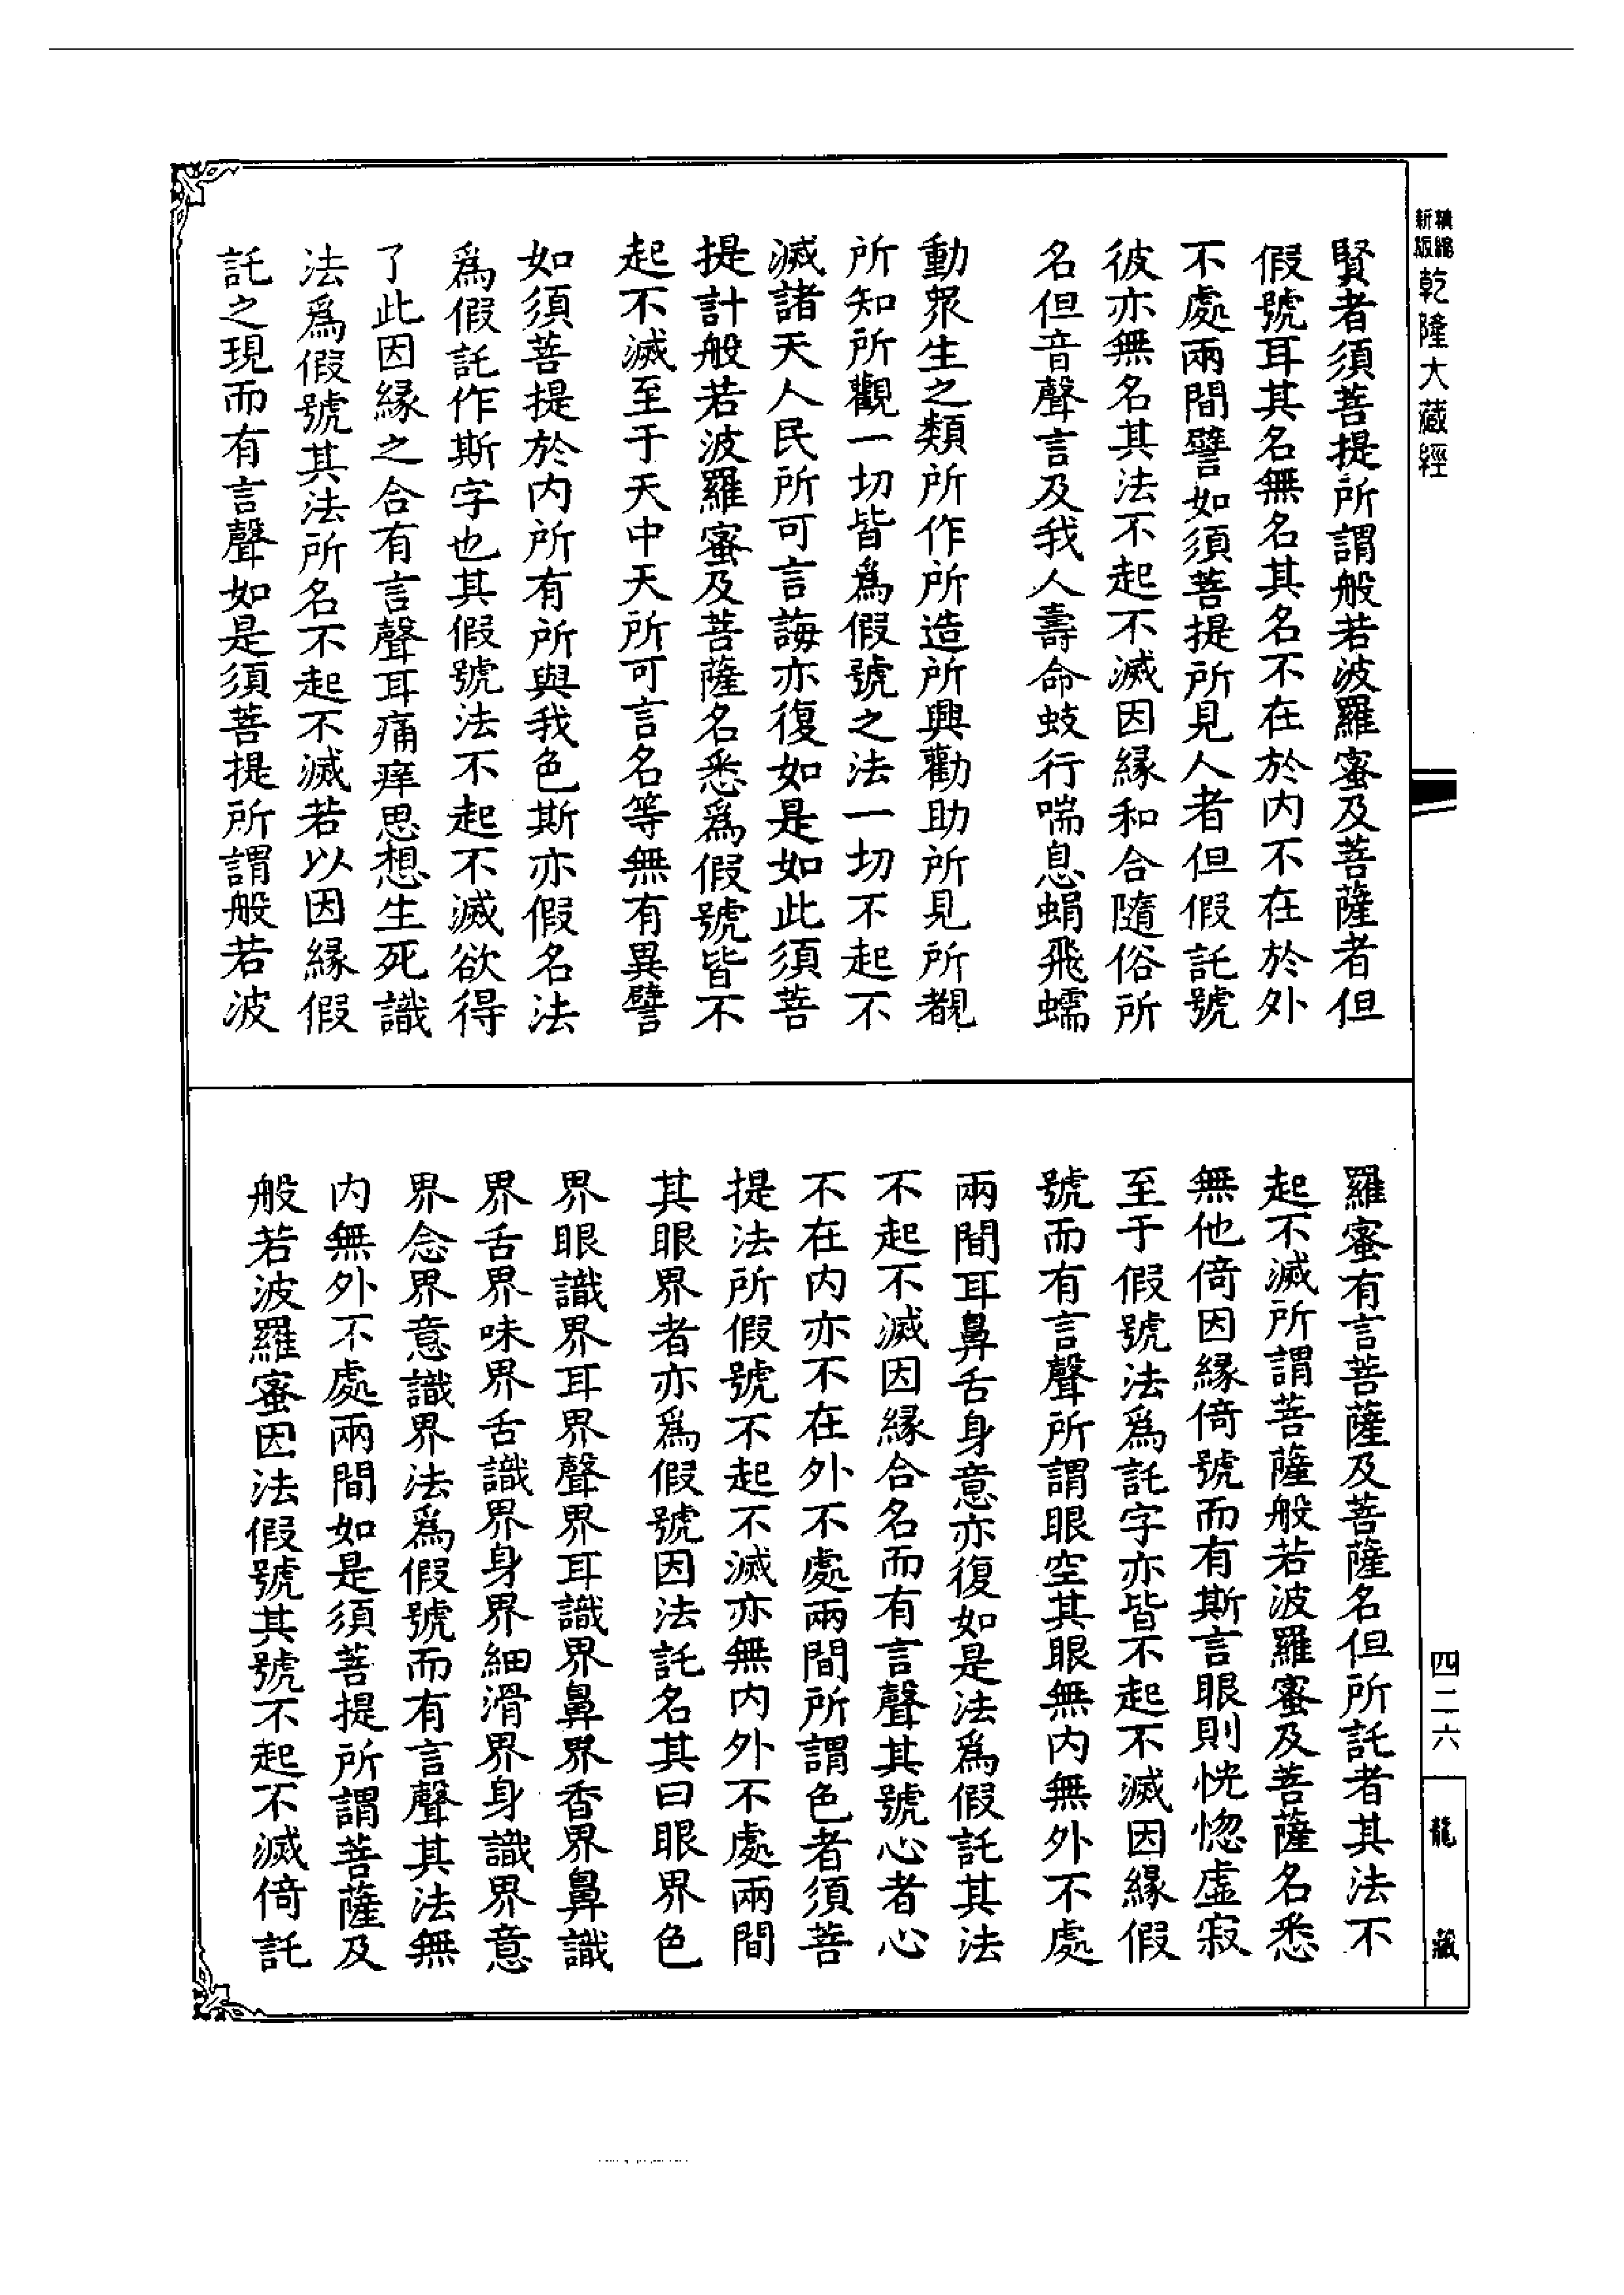 精縮
新版
乾隆大藏經
賢者須菩提所謂般若波羅蜜及菩薩者但
假號耳其名無名其名不在於內不在於外
不處兩間譬如須菩提所見人者但假託號
彼亦無名其法不起不滅因緣和合隨俗所
名但音聲言及我人壽命蚑行喘息蜎飛蠕
動衆生之類所作所造所興勸助所見所覩
所知所觀一切皆爲假號之法一切不起不
滅諸天人民所可言誨亦復如是如此須菩
提計般若波羅蜜及菩薩名悉爲假號皆不
起不滅至于天中天所可言名等無有異譬
如須菩提於內所有所與我色斯亦假名法
爲假託作斯字也其假號法不起不滅欲得
了此因緣之合有言聲耳痛痒思想生死識
法爲假號其法所名不起不滅若以因緣假
託之現而有言聲如是須菩提所謂般若波
羅蜜有言菩薩及菩薩名但所託者其法不
起不滅所謂菩薩般若波羅蜜及菩薩名悉
無他倚因緣倚號而有斯言眼則恍惚虛寂
至于假號法爲託字亦皆不起不滅因緣假
號而有言聲所謂眼空其眼無內無外不處
兩間耳鼻舌身意亦復如是法爲假託其法
不起不滅因緣合名而有言聲其號心者心
不在內亦不在外不處兩間所謂色者須菩
提法所假號不起不滅亦無內外不處兩間
其眼界者亦爲假號因法託名其曰眼界色
界眼識界耳界聲界耳識界鼻界香界鼻識
界舌界味界舌識界身界細滑界身識界意
界念界意識界法爲假號而有言聲其法無
內無外不處兩間如是須菩提所謂菩薩及
般若波羅蜜因法假號其號不起不滅倚託
四二六
龍藏